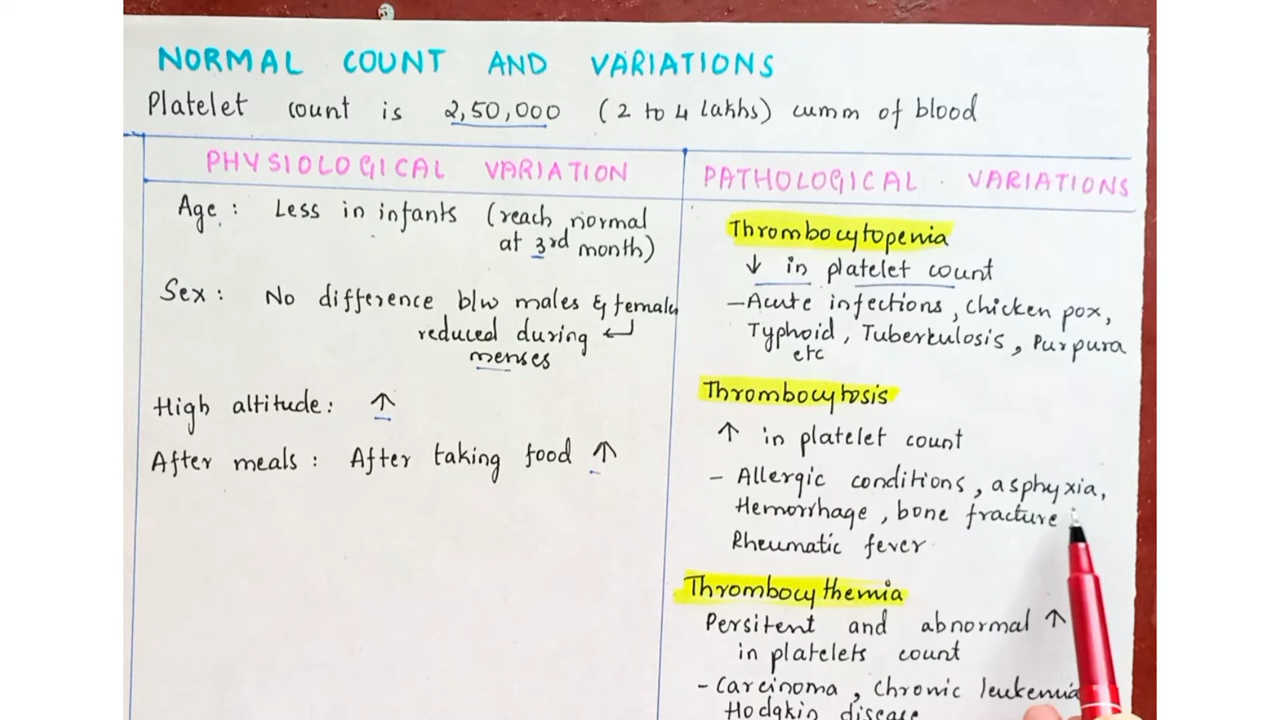 NORMAL COUNT AND VARIATIONS
Platelet count is 2,50,000 (2 to 4 lakhs) cumm of blood
PHYSIOLOGICAL VARIATION
Age: Less in infants (reach normal
at 3rd month)
Sex: No difference b/w males & females
reduced during ↵
menses
High altitude: ↑
After meals: After taking food ↑
PATHOLOGICAL VARIATIONS
Thrombocytopenia
↓ in platelet count
- Acute infections, chicken pox,
Typhoid, Tuberkulosis, Purpura
etc
Thrombocytosis
↑ in platelet count
- Allergic conditions, asphyxia,
Hemorrhage, bone fracture
Rheumatic fever
Thrombocythemia
Persitent and abnormal ↑
in platelets count
- Carcinoma, Chronic leukemia
Hodgkin disease